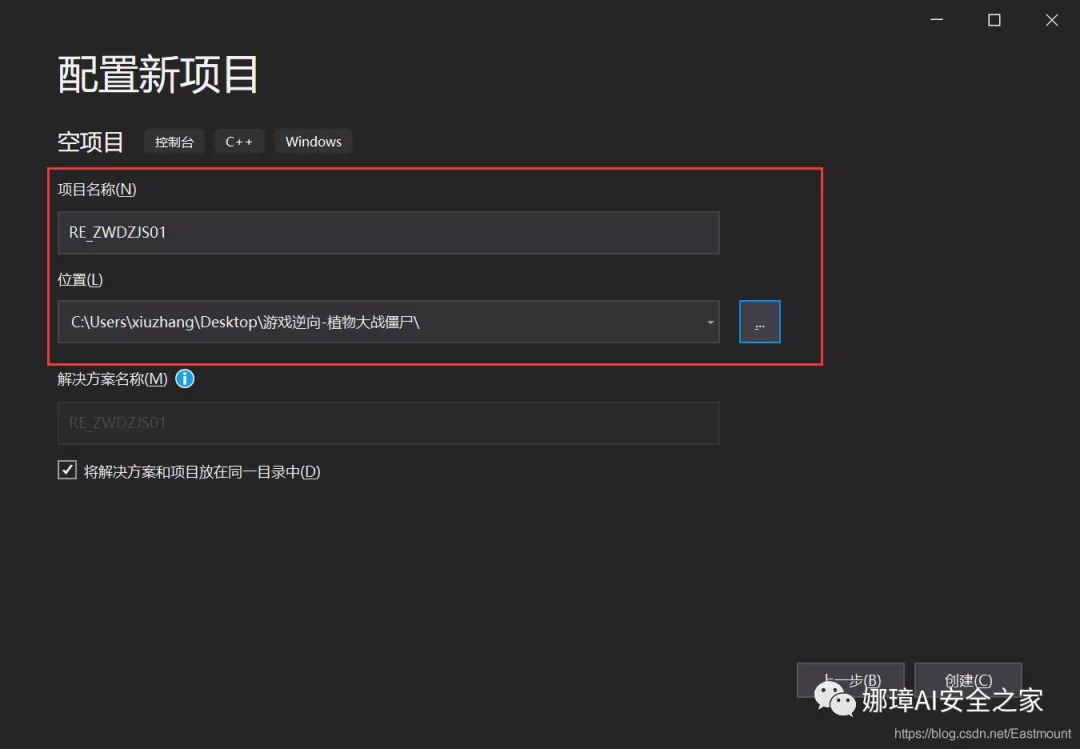 配置新项目
空项目 控制台 C++ Windows
项目名称(N)
RE_ZWDZJS01
位置(L)
C:\Users\xiuzhang\Desktop\游戏逆向-植物大战僵尸\
...
解决方案名称(M)
RE_ZWDZJS01
将解决方案和项目放在同一目录中(D)
上一步(B) 创建(C)
娜璋AI安全之家
https://blog.csdn.net/Eastmount